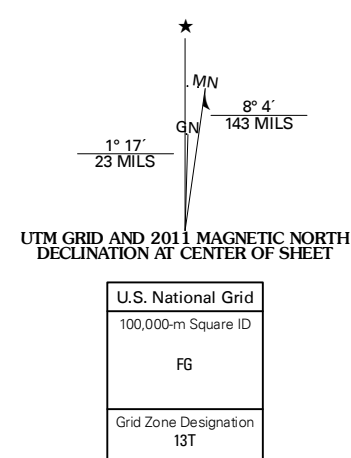 ★
MN
8° 4´
143 MILS
GN
1° 17´
23 MILS
UTM GRID AND 2011 MAGNETIC NORTH
DECLINATION AT CENTER OF SHEET
U.S. National Grid
100,000-m Square ID
FG
Grid Zone Designation
13T